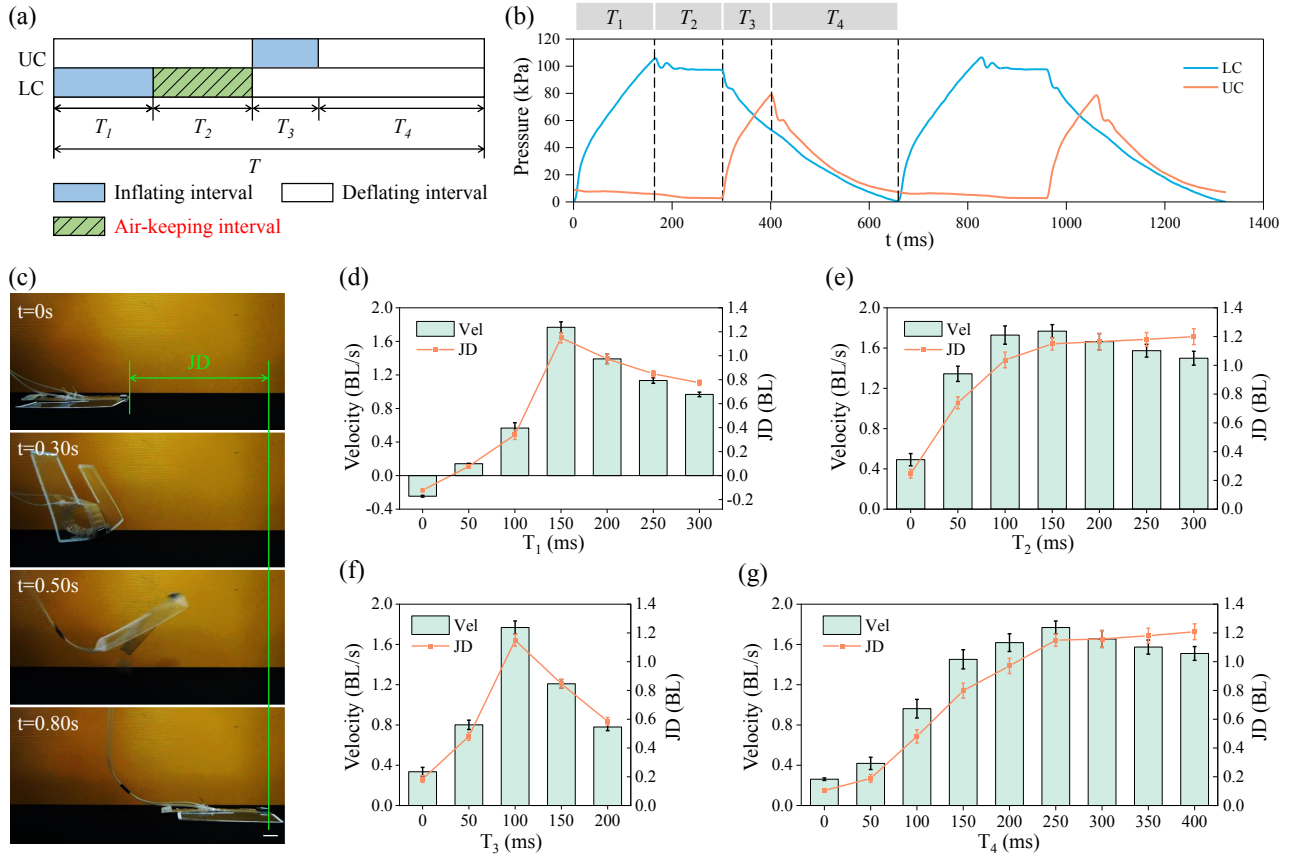 (a)
UC
LC
T1 T2 T3 T4
T
Inflating interval
Deflating interval
Air-keeping interval
(b)
T1 T2 T3 T4
120
100
80
60
40
20
0
Pressure (kPa)
LC
UC
0 200 400 600 800 1000 1200 1400
t (ms)
(c)
t=0s
JD
t=0.30s
t=0.50s
t=0.80s
(d)
2.0
1.6
1.2
0.8
0.4
0.0
-0.4
Velocity (BL/s)
Vel
JD
1.4
1.2
1.0
0.8
0.6
0.4
0.2
0.0
-0.2
JD (BL)
0 50 100 150 200 250 300
T1 (ms)
(e)
2.0
1.6
1.2
0.8
0.4
0.0
Velocity (BL/s)
Vel
JD
1.4
1.2
1.0
0.8
0.6
0.4
0.2
0.0
JD (BL)
0 50 100 150 200 250 300
T2 (ms)
(f)
2.0
1.6
1.2
0.8
0.4
0.0
Velocity (BL/s)
Vel
JD
1.4
1.2
1.0
0.8
0.6
0.4
0.2
0.0
JD (BL)
0 50 100 150 200
T3 (ms)
(g)
2.0
1.6
1.2
0.8
0.4
0.0
Velocity (BL/s)
Vel
JD
1.4
1.2
1.0
0.8
0.6
0.4
0.2
0.0
JD (BL)
0 50 100 150 200 250 300 350 400
T4 (ms)